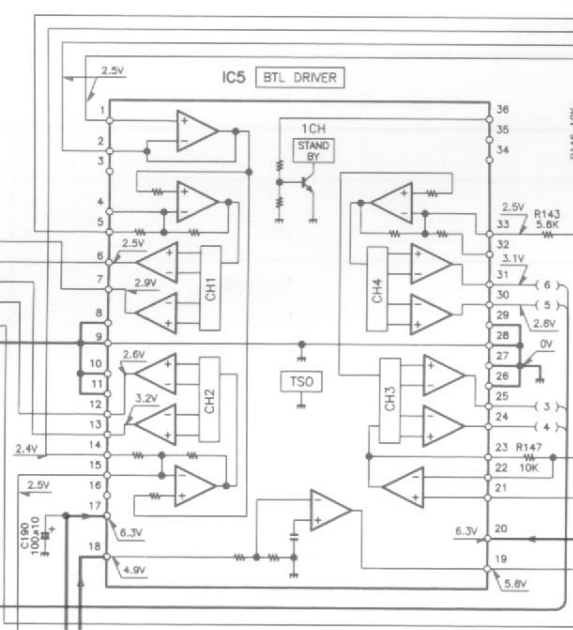 2.5V
IC5 BTL DRIVER
1 36
35
1CH
STAND
BY
2 34
3
4
5 33 2.5V R143
5.6K
32
2.5V
6 31 3.1V (6)
7 2.9V CH1 CH4 30 (5)
8 29 2.8V
9 28
27 0V
10 2.6V 26
11 TSO
12 3.2V CH2 CH3 25 (3)
13 24 (4)
2.4V 14 23 R147
15 22 10K
2.5V 16 21
17
C190
100μ10
+ 6.3V 6.3V 20
18 19
4.9V 5.6V